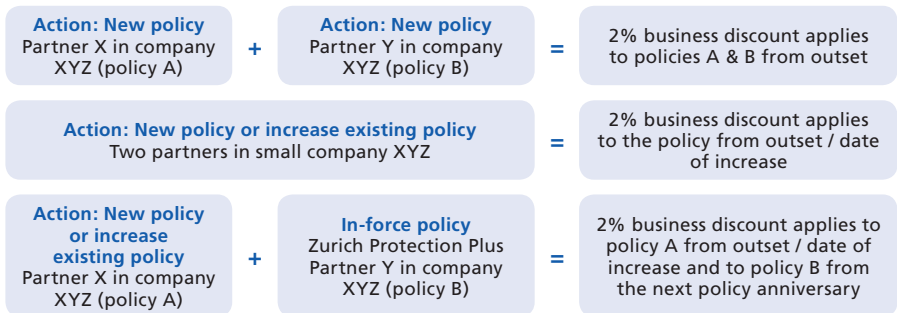 Action: New policy
Partner X in company
XYZ (policy A)
+
Action: New policy
Partner Y in company
XYZ (policy B)
=
2% business discount applies
to policies A & B from outset
Action: New policy or increase existing policy
Two partners in small company XYZ
=
2% business discount applies
to the policy from outset / date
of increase
Action: New policy
or increase
existing policy
Partner X in company
XYZ (policy A)
+
In-force policy
Zurich Protection Plus
Partner Y in company
XYZ (policy B)
=
2% business discount applies to
policy A from outset / date of
increase and to policy B from
the next policy anniversary